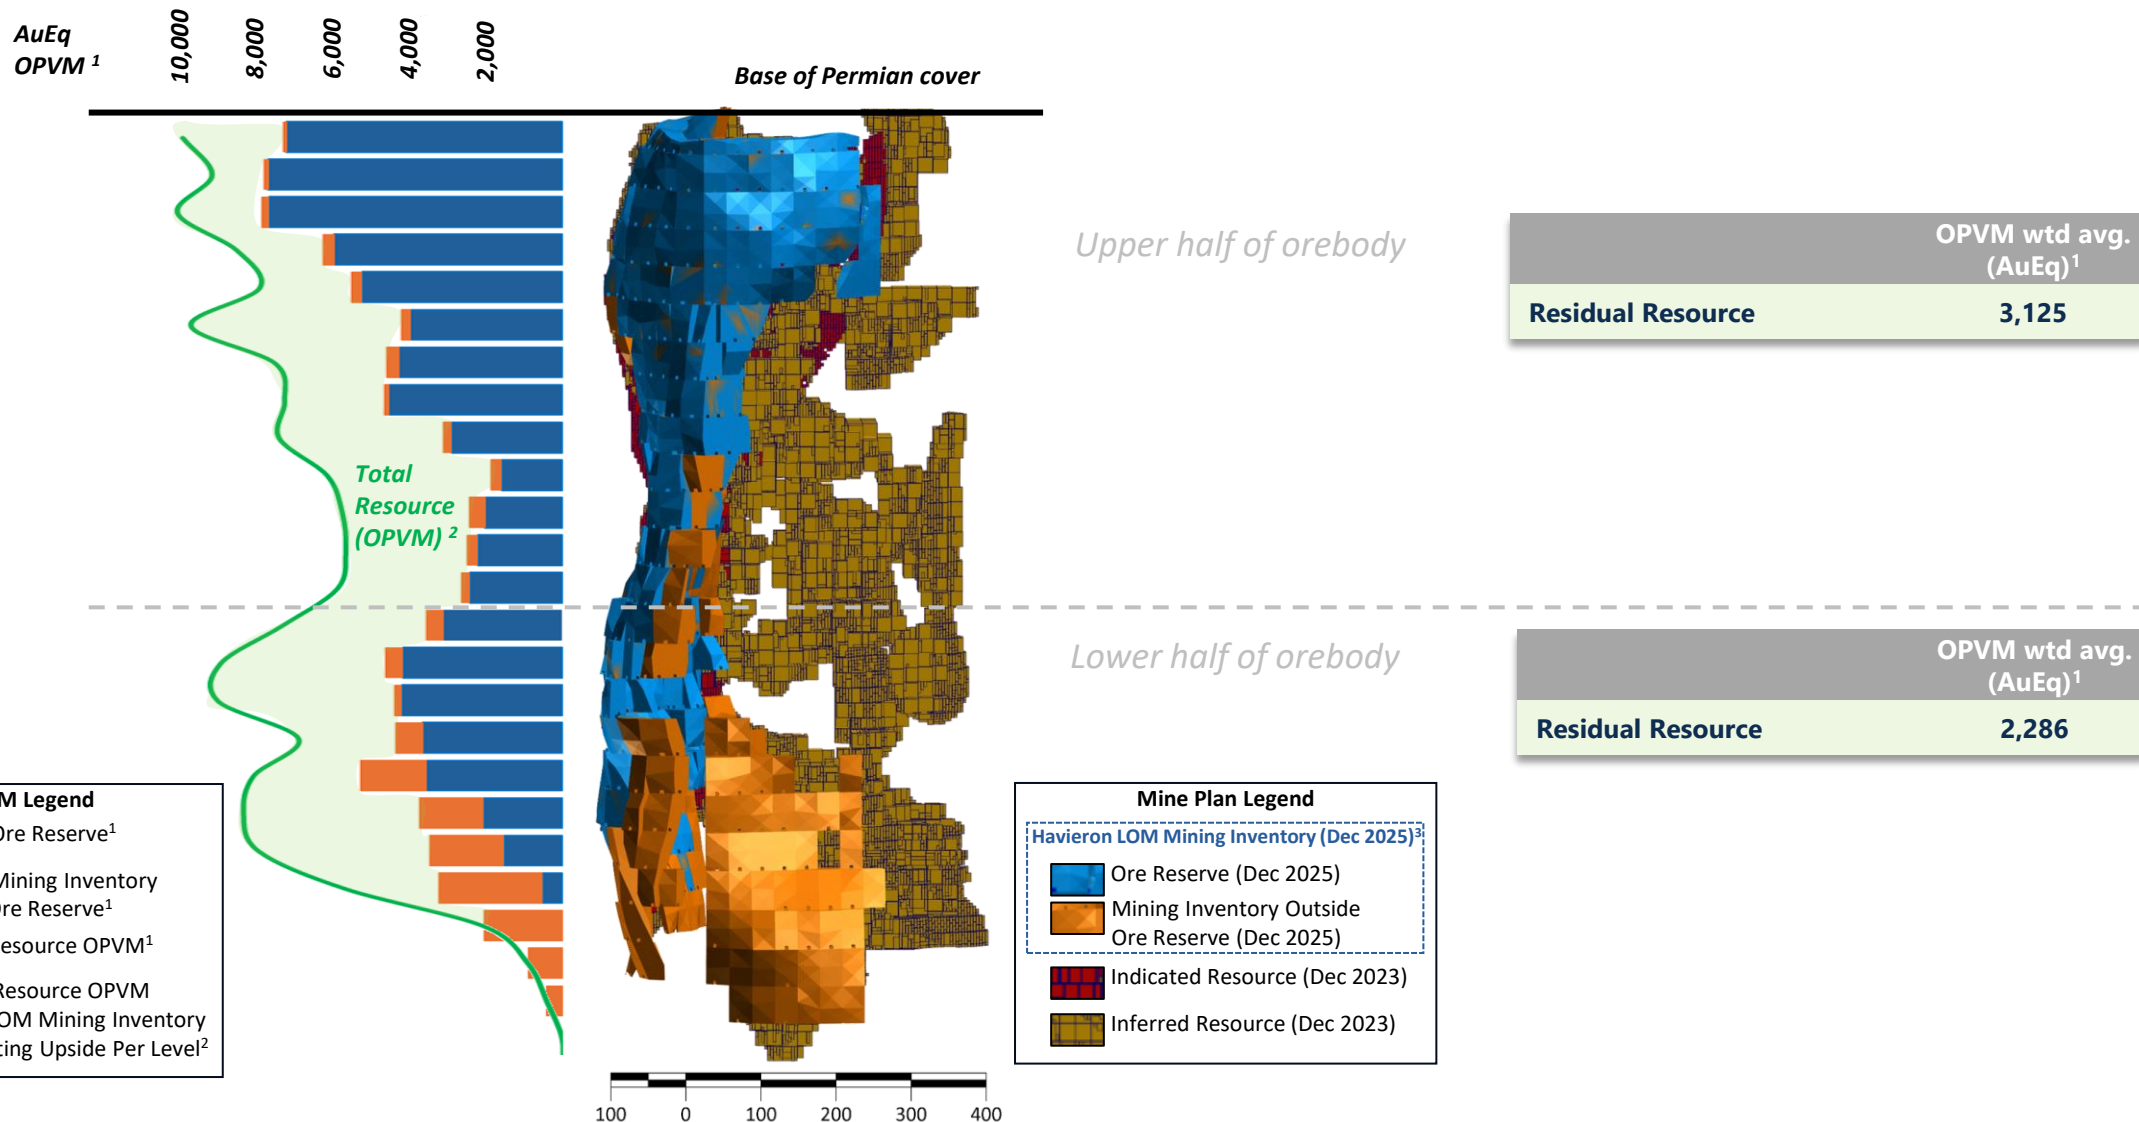 AuEq
OPVM 1
10,000
8,000
6,000
4,000
2,000
Base of Permian cover
Total
Resource
(OPVM) 2
Upper half of orebody
OPVM wtd avg.
(AuEq)1
Residual Resource 3,125
Lower half of orebody
OPVM wtd avg.
(AuEq)1
Residual Resource 2,286
Legend
Ore Reserve1
Mining Inventory
Ore Reserve1
Resource OPVM1
Resource OPVM
LOM Mining Inventory
Upside Per Level2
Mine Plan Legend
Havieron LOM Mining Inventory (Dec 2025)3
Ore Reserve (Dec 2025)
Mining Inventory Outside
Ore Reserve (Dec 2025)
Indicated Resource (Dec 2023)
Inferred Resource (Dec 2023)
100 0 100 200 300 400